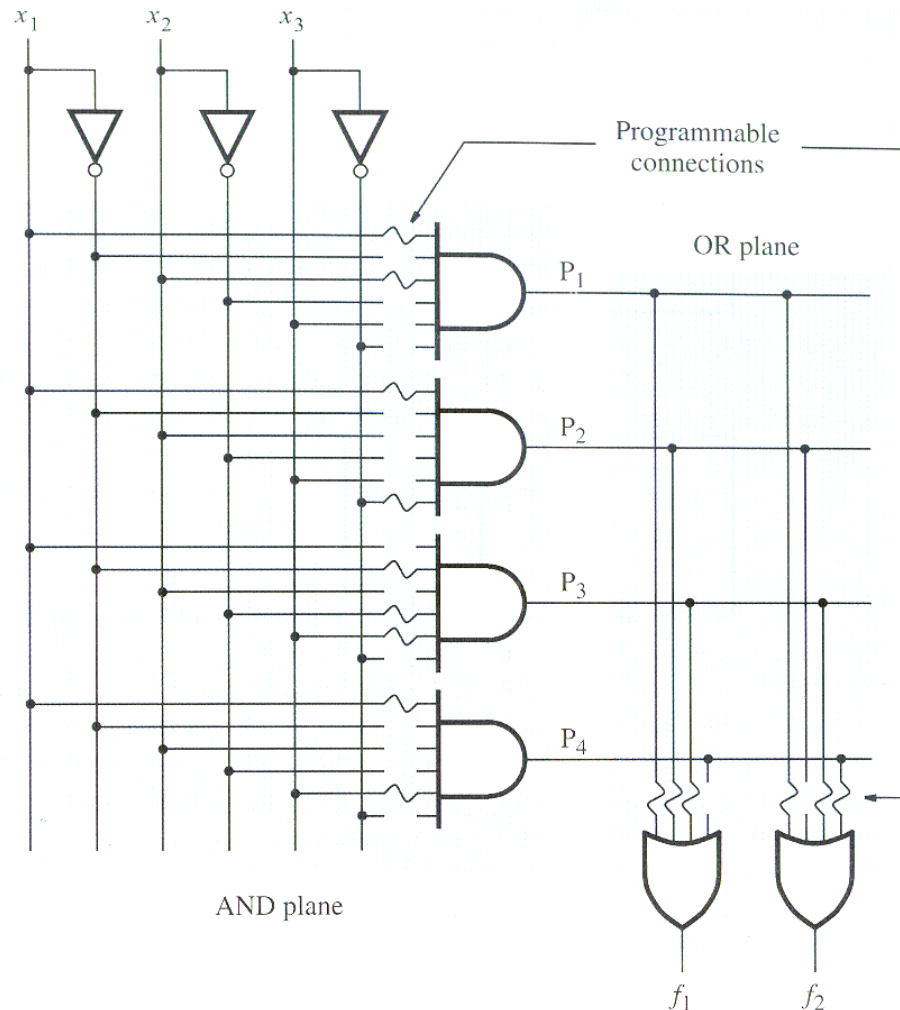 x1
x2
x3
Programmable
connections
OR plane
P1
P2
P3
P4
AND plane
f1
f2